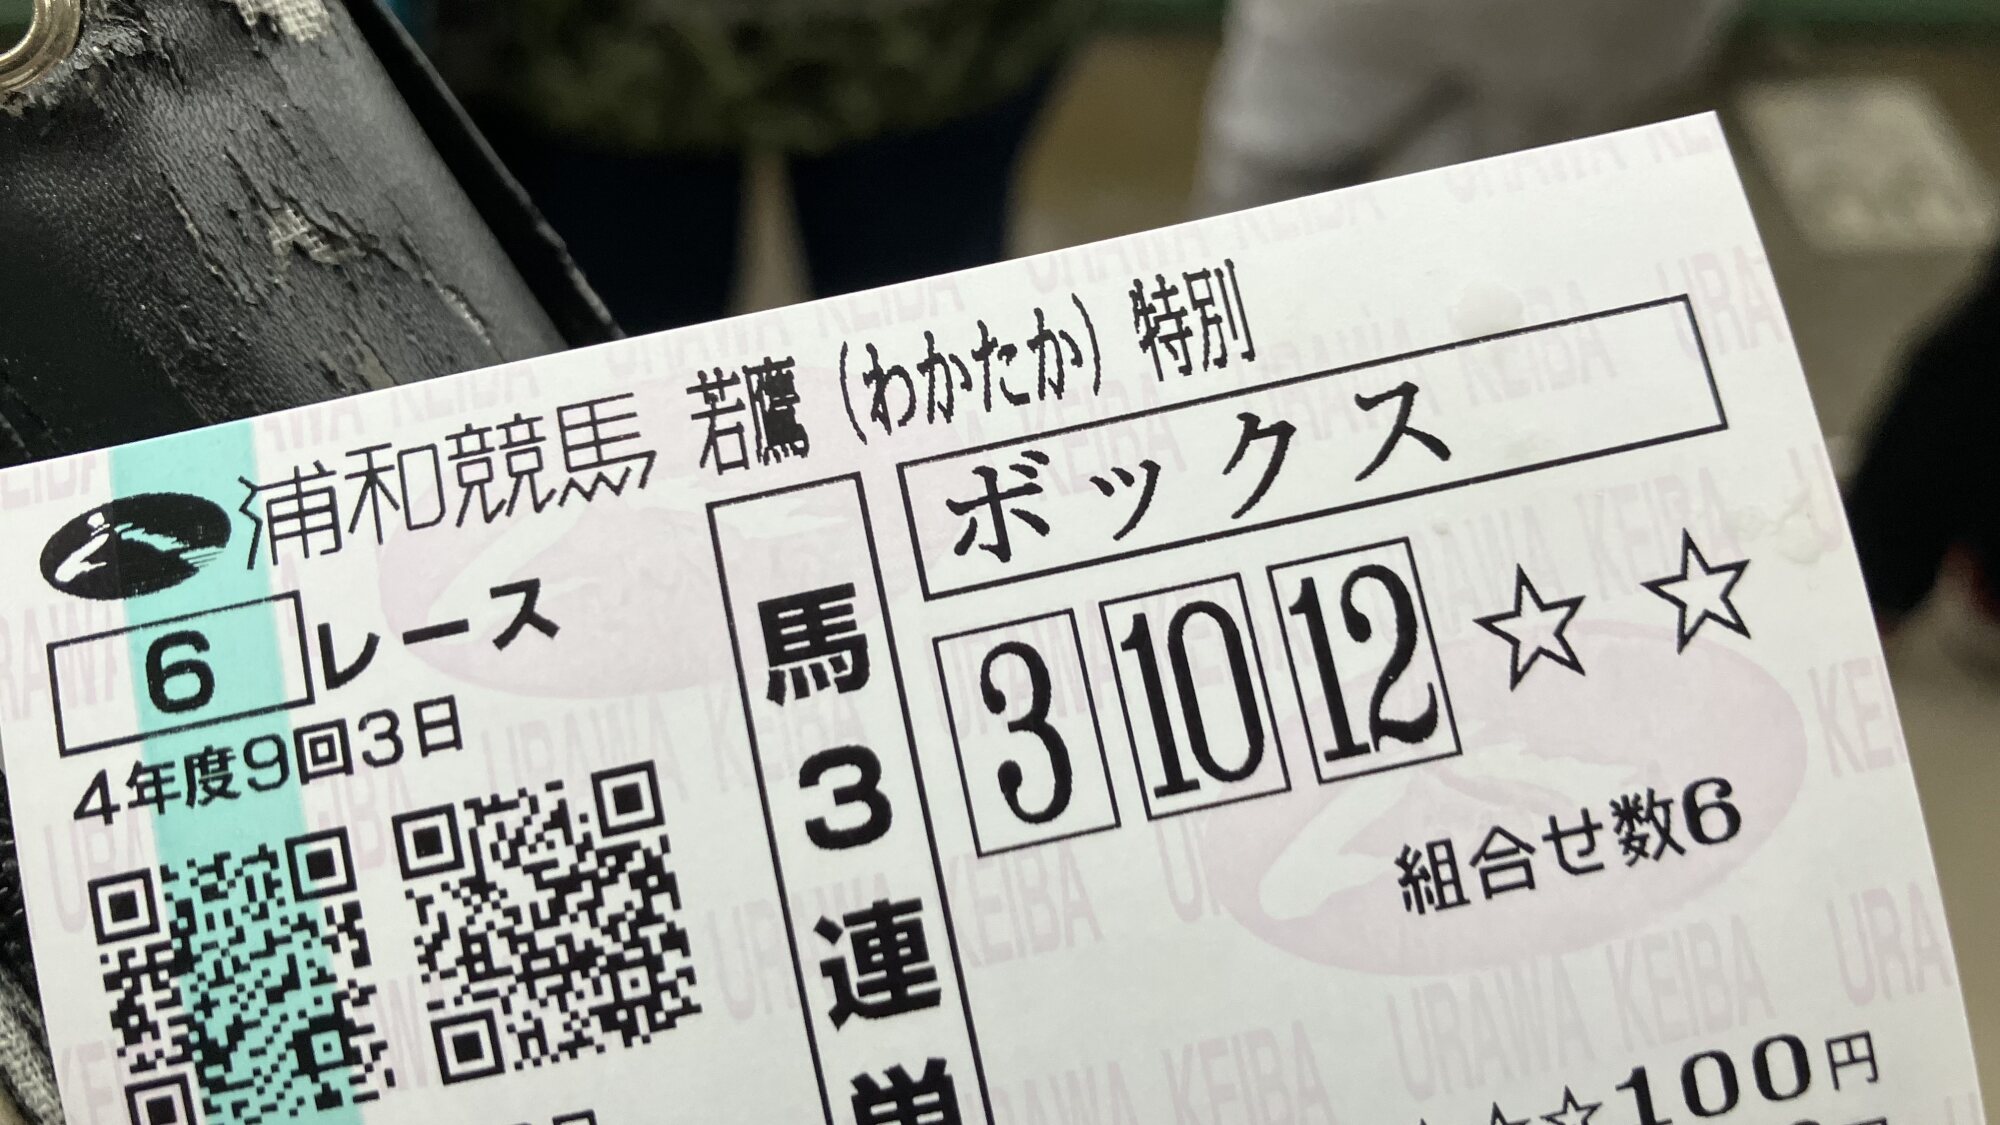 浦和競馬 若鷹（わかたか）特別
6レース
4年度9回3日
馬3連単
ボックス
3 10 12 ☆ ☆
組合せ数6
☆☆100円
URAWA KEIBA